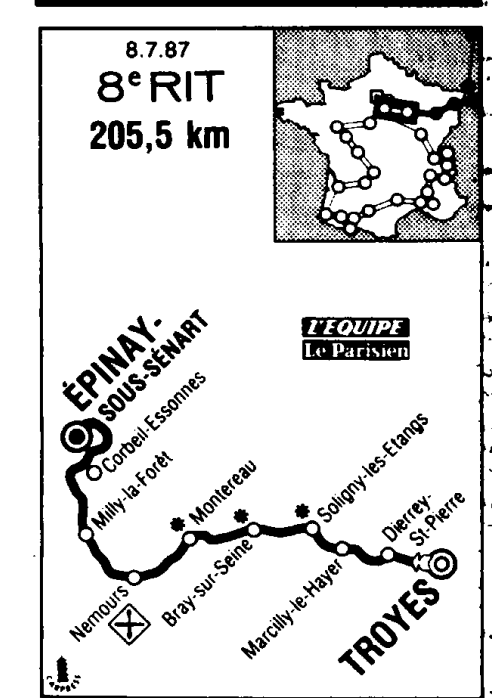 8.7.87
8e RIT
205,5 km
L'EQUIPE
Le Parisien
ÉPINAY-
SOUS-SÉNART
Corbeil-Essonnes
Milly-la-Forêt
Nemours
Montereau
Bray-sur-Seine
Soligny-les-Etangs
Marcilly-le-Hayer
Dierrey-
St-Pierre
TROYES